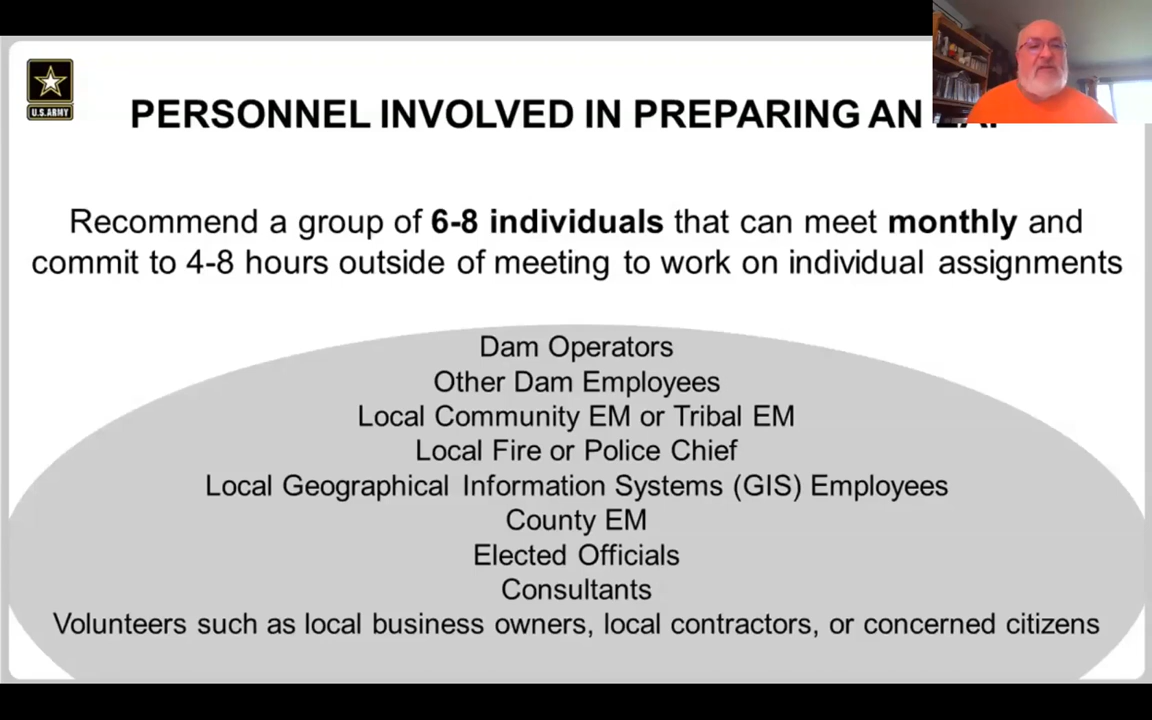 U.S.ARMY
PERSONNEL INVOLVED IN PREPARING AN
Recommend a group of 6-8 individuals that can meet monthly and
commit to 4-8 hours outside of meeting to work on individual assignments
Dam Operators
Other Dam Employees
Local Community EM or Tribal EM
Local Fire or Police Chief
Local Geographical Information Systems (GIS) Employees
County EM
Elected Officials
Consultants
Volunteers such as local business owners, local contractors, or concerned citizens